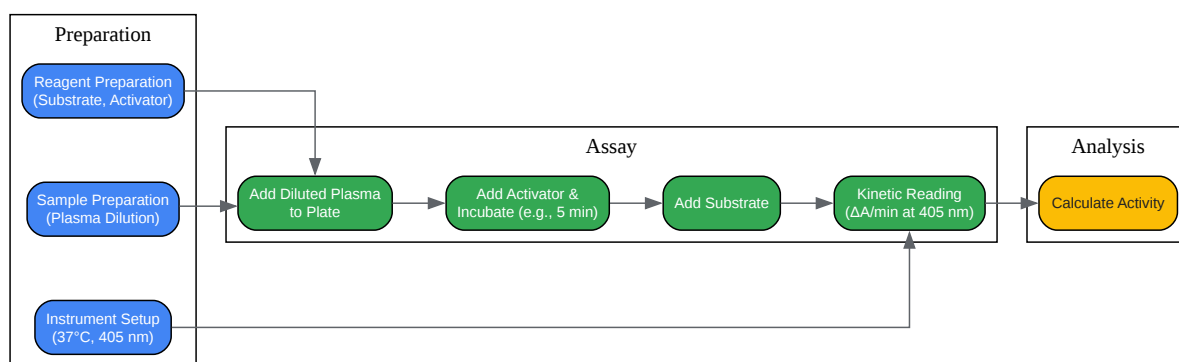 Preparation
Reagent Preparation
(Substrate, Activator)
Sample Preparation
(Plasma Dilution)
Instrument Setup
(37°C, 405 nm)
Assay
Add Diluted Plasma
to Plate
Add Activator &
Incubate (e.g., 5 min)
Add Substrate
Kinetic Reading
(ΔA/min at 405 nm)
Analysis
Calculate Activity